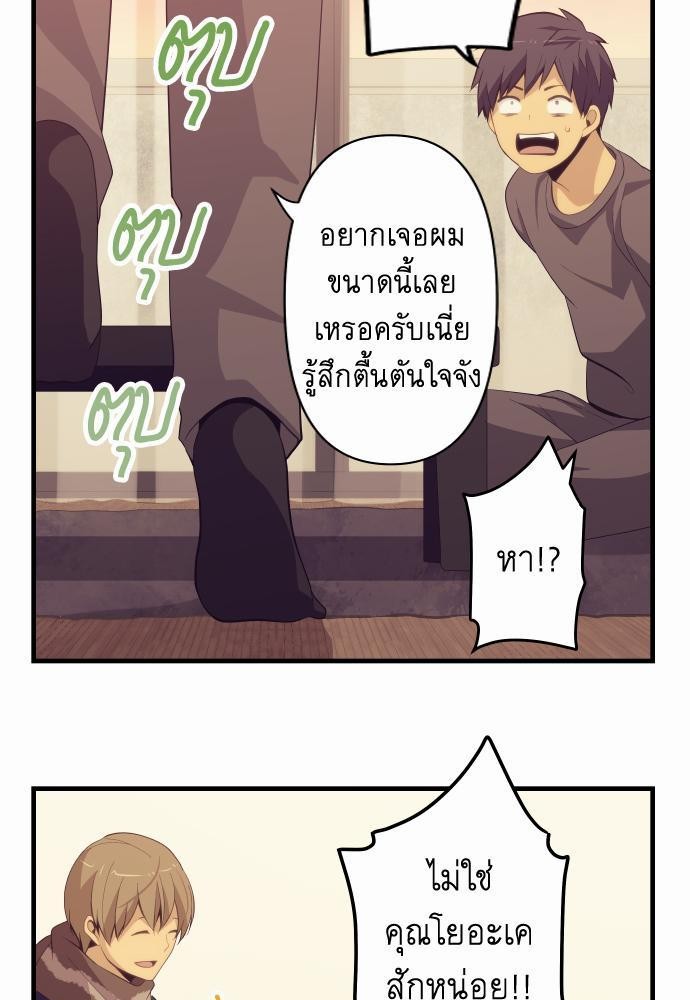 ตุบ
ตุบ
ตุบ
อยากเจอผม
ขนาดนี้เลย
เหรอครับเนี่ย
รู้สึกตื้นตันใจจัง
หา!?
ไม่ใช่
คุณโยอะเค
สักหน่อย!!